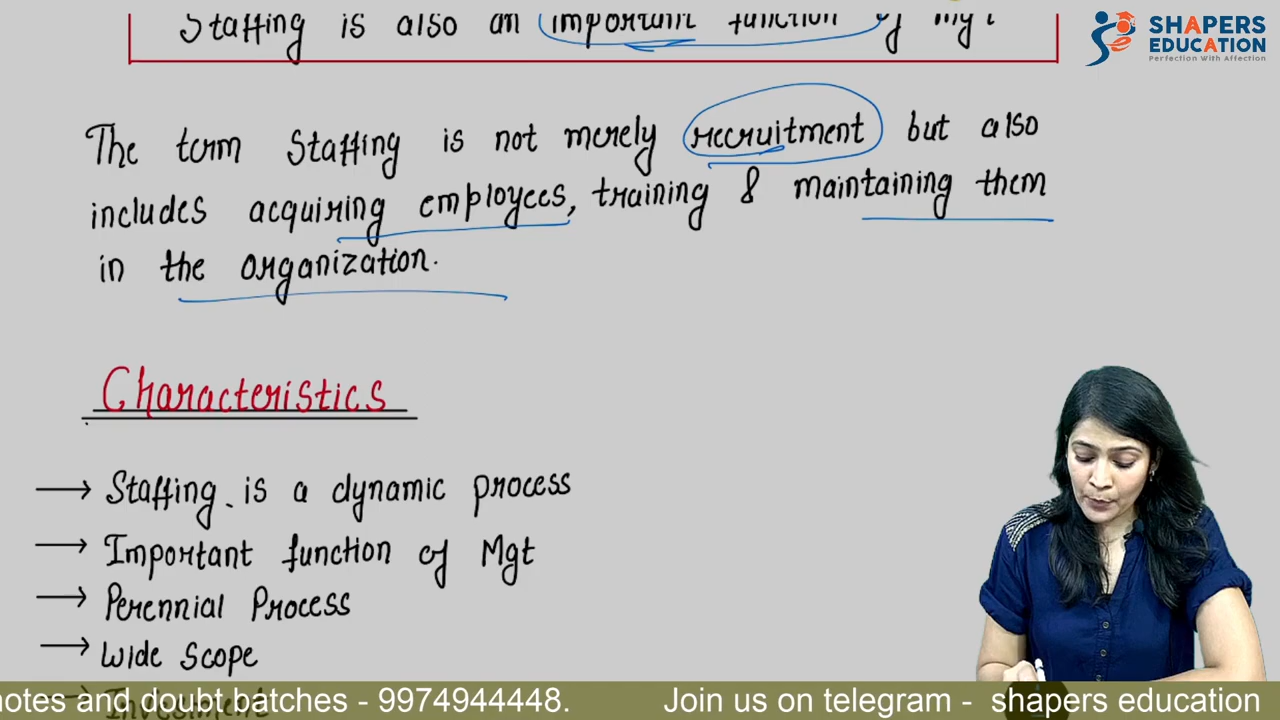 Staffing is also an important function of mgt
SHAPERS
EDUCATION
Perfection With Affection
The term Staffing is not merely recruitment but also
includes acquiring employees, training & maintaining them
in the organization.
Characteristics
→ Staffing is a dynamic process
→ Important function of Mgt
→ Perennial Process
→ Wide Scope
→ Investment
notes and doubt batches - 9974944448. Join us on telegram - shapers education